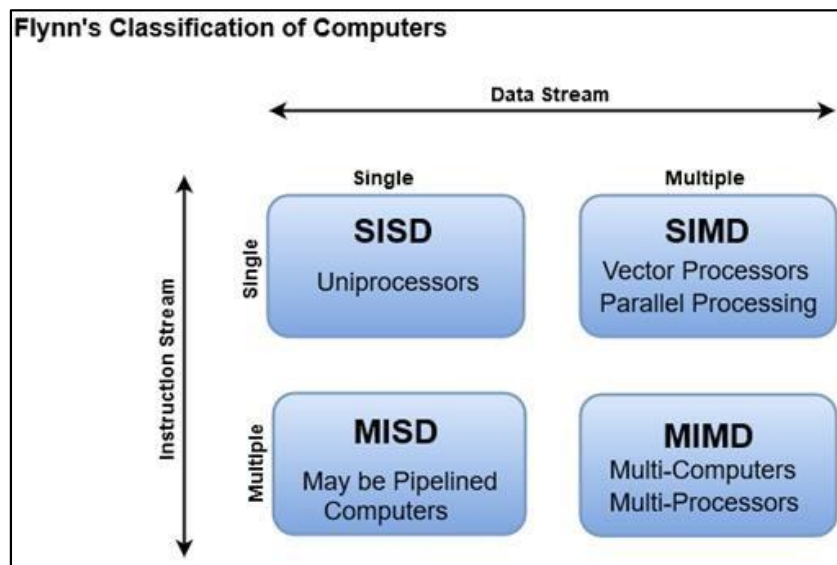 Flynn's Classification of Computers
Data Stream
Single
Multiple
Instruction Stream
Single
SISD
Uniprocessors
SIMD
Vector Processors
Parallel Processing
Multiple
MISD
May be Pipelined
Computers
MIMD
Multi-Computers
Multi-Processors